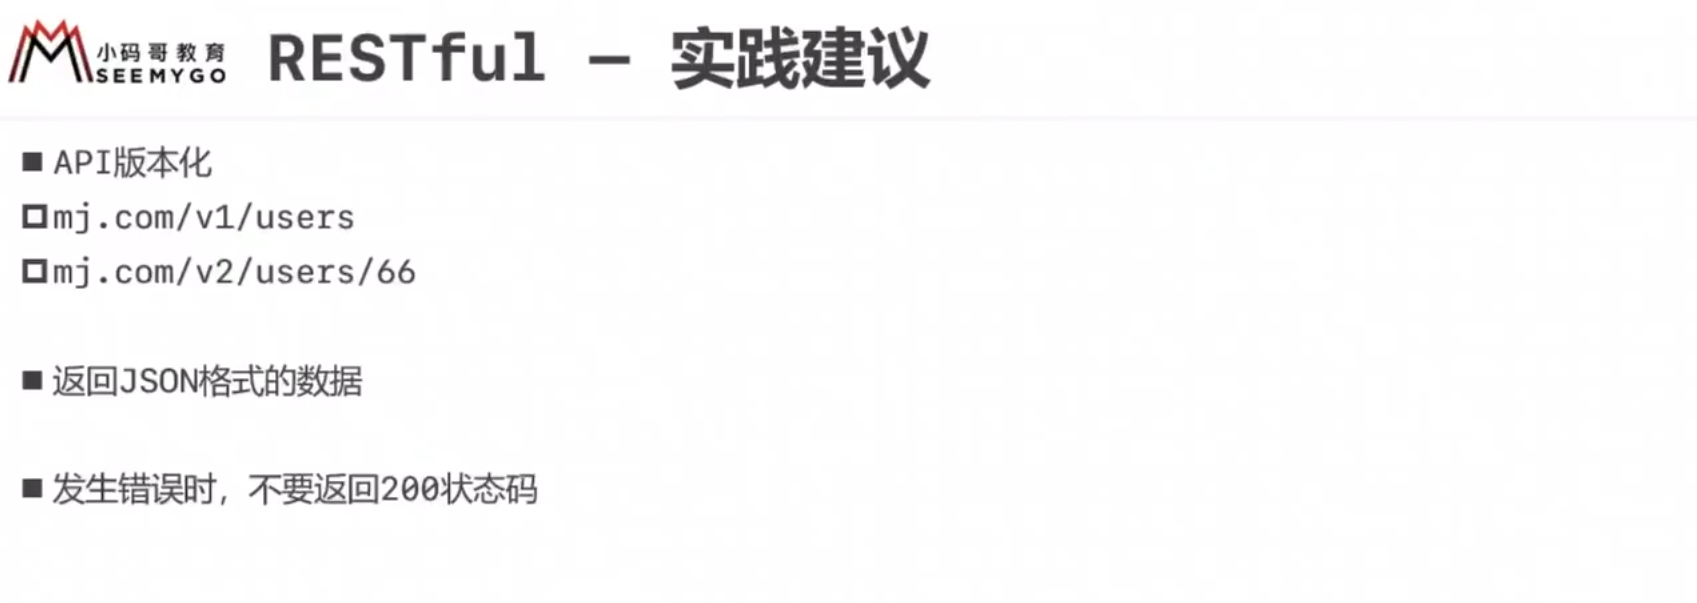 小码哥教育
SEEMYGO
RESTful – 实践建议
API版本化
mj.com/v1/users
mj.com/v2/users/66
返回JSON格式的数据
发生错误时，不要返回200状态码